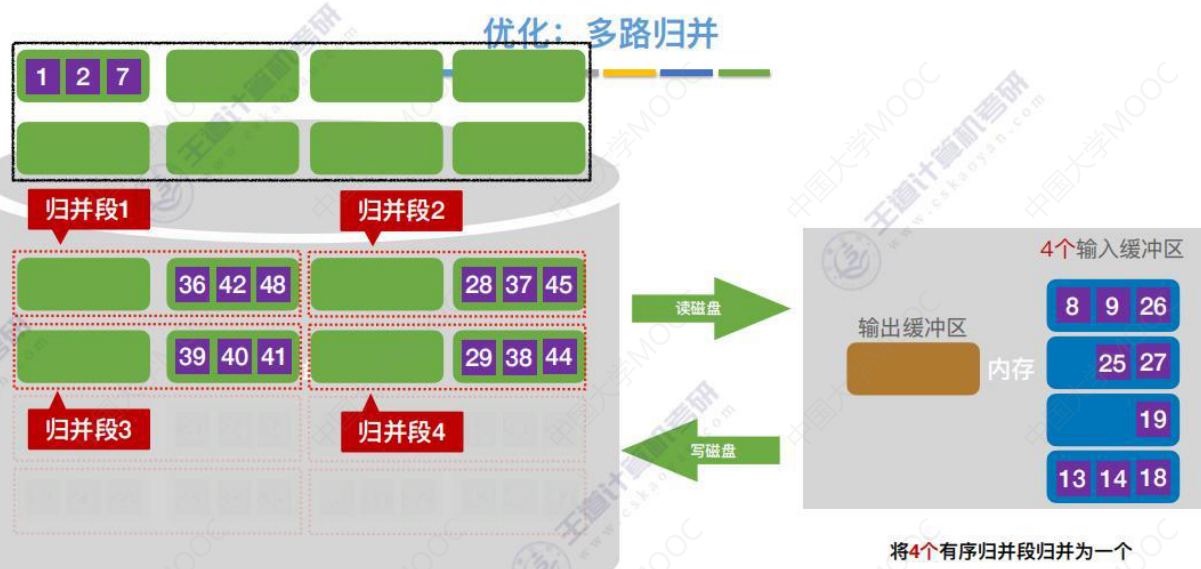 优化：多路归并
1 2 7
归并段1
归并段2
36 42 48
28 37 45
39 40 41
29 38 44
归并段3
归并段4
读磁盘
写磁盘
4个输入缓冲区
8 9 26
输出缓冲区
内存
25 27
19
13 14 18
将4个有序归并段归并为一个
王道计算机考研
www.cskaoyan.com
中国大学MOOC